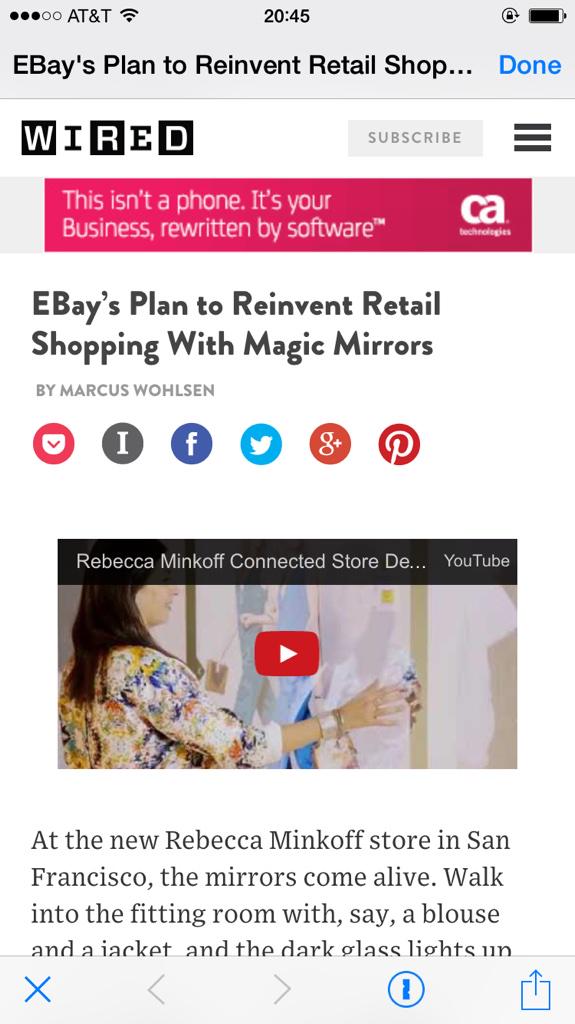 AT&T 20:45
EBay's Plan to Reinvent Retail Shop... Done
WIRED SUBSCRIBE
This isn't a phone. It's your
Business, rewritten by software™
ca
technologies
EBay's Plan to Reinvent Retail
Shopping With Magic Mirrors
BY MARCUS WOHLSEN
I f g+
Rebecca Minkoff Connected Store De... YouTube
At the new Rebecca Minkoff store in San
Francisco, the mirrors come alive. Walk
into the fitting room with, say, a blouse
and a jacket, and the dark glass lights up